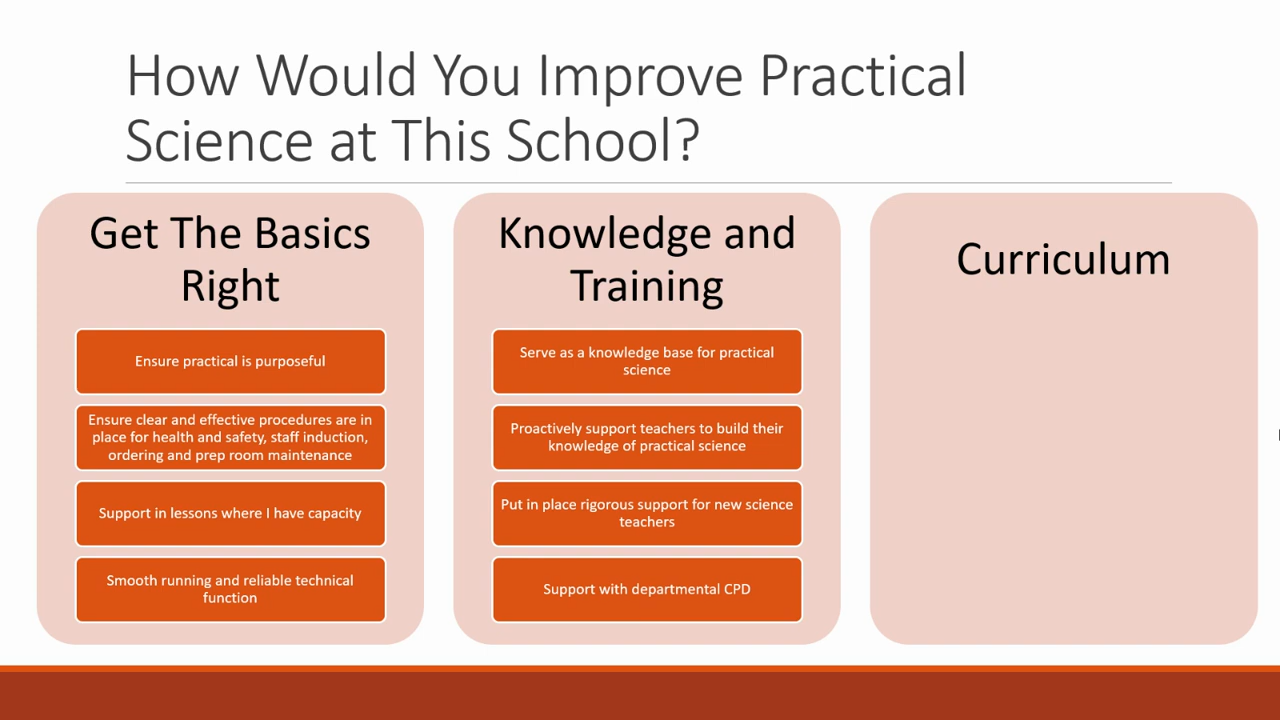 How Would You Improve Practical
Science at This School?
Get The Basics
Right
Ensure practical is purposeful
Ensure clear and effective procedures are in
place for health and safety, staff induction,
ordering and prep room maintenance
Support in lessons where I have capacity
Smooth running and reliable technical
function
Knowledge and
Training
Serve as a knowledge base for practical
science
Proactively support teachers to build their
knowledge of practical science
Put in place rigorous support for new science
teachers
Support with departmental CPD
Curriculum